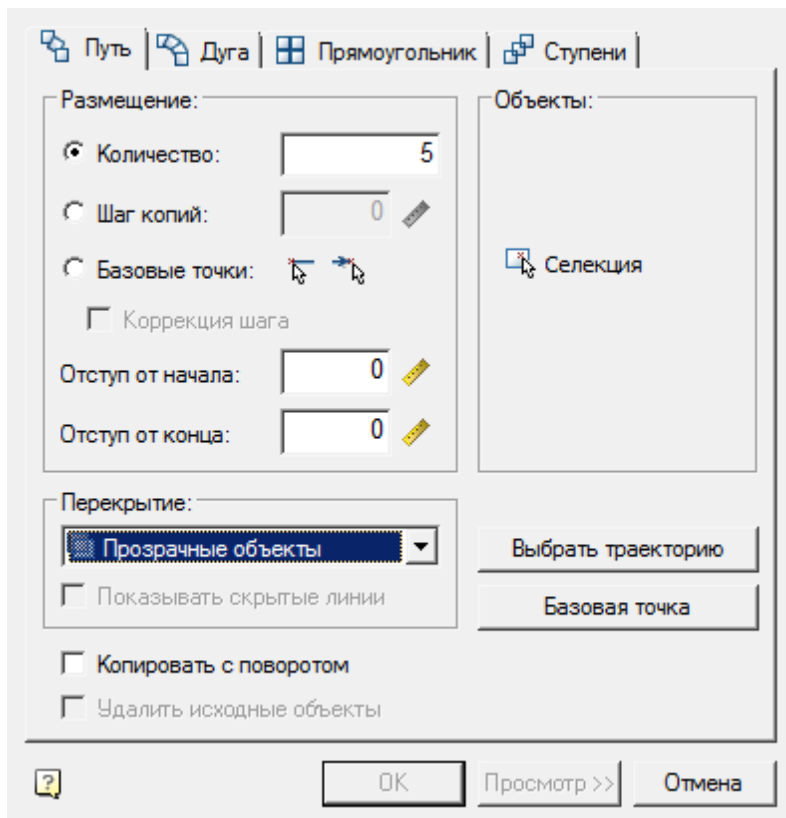 Путь Дуга Прямоугольник Ступени
Размещение:
Количество: 5
Шаг копий: 0
Базовые точки:
Коррекция шага
Отступ от начала: 0
Отступ от конца: 0
Объекты:
Селекция
Перекрытие:
Прозрачные объекты
Показывать скрытые линии
Выбрать траекторию
Базовая точка
Копировать с поворотом
Удалить исходные объекты
? OK Просмотр >> Отмена